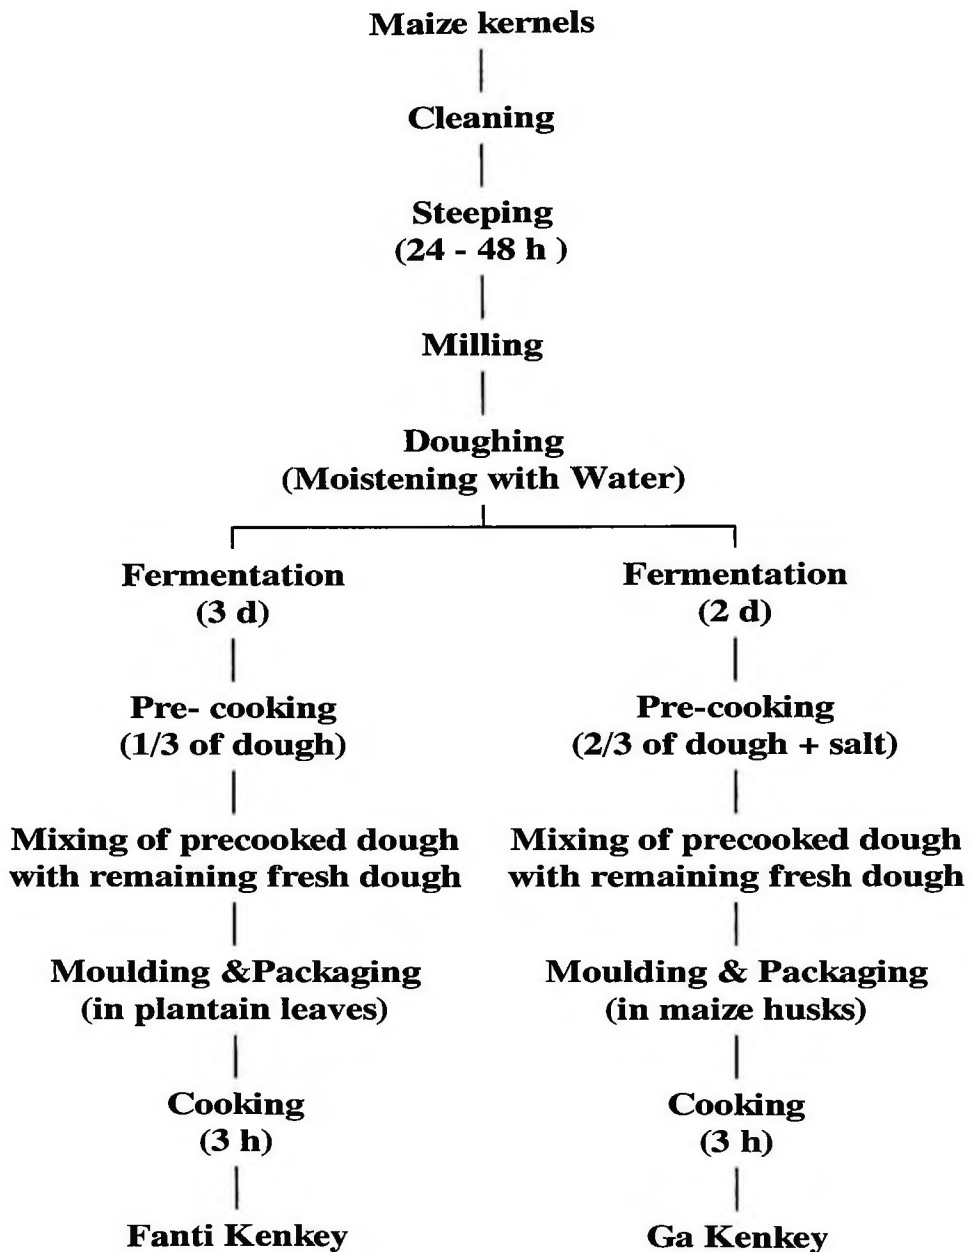 Maize kernels
Cleaning
Steeping
(24 - 48 h )
Milling
Doughing
(Moistening with Water)
Fermentation
(3 d)
Pre- cooking
(1/3 of dough)
Mixing of precooked dough
with remaining fresh dough
Moulding &Packaging
(in plantain leaves)
Cooking
(3 h)
Fanti Kenkey
Fermentation
(2 d)
Pre-cooking
(2/3 of dough + salt)
Mixing of precooked dough
with remaining fresh dough
Moulding & Packaging
(in maize husks)
Cooking
(3 h)
Ga Kenkey